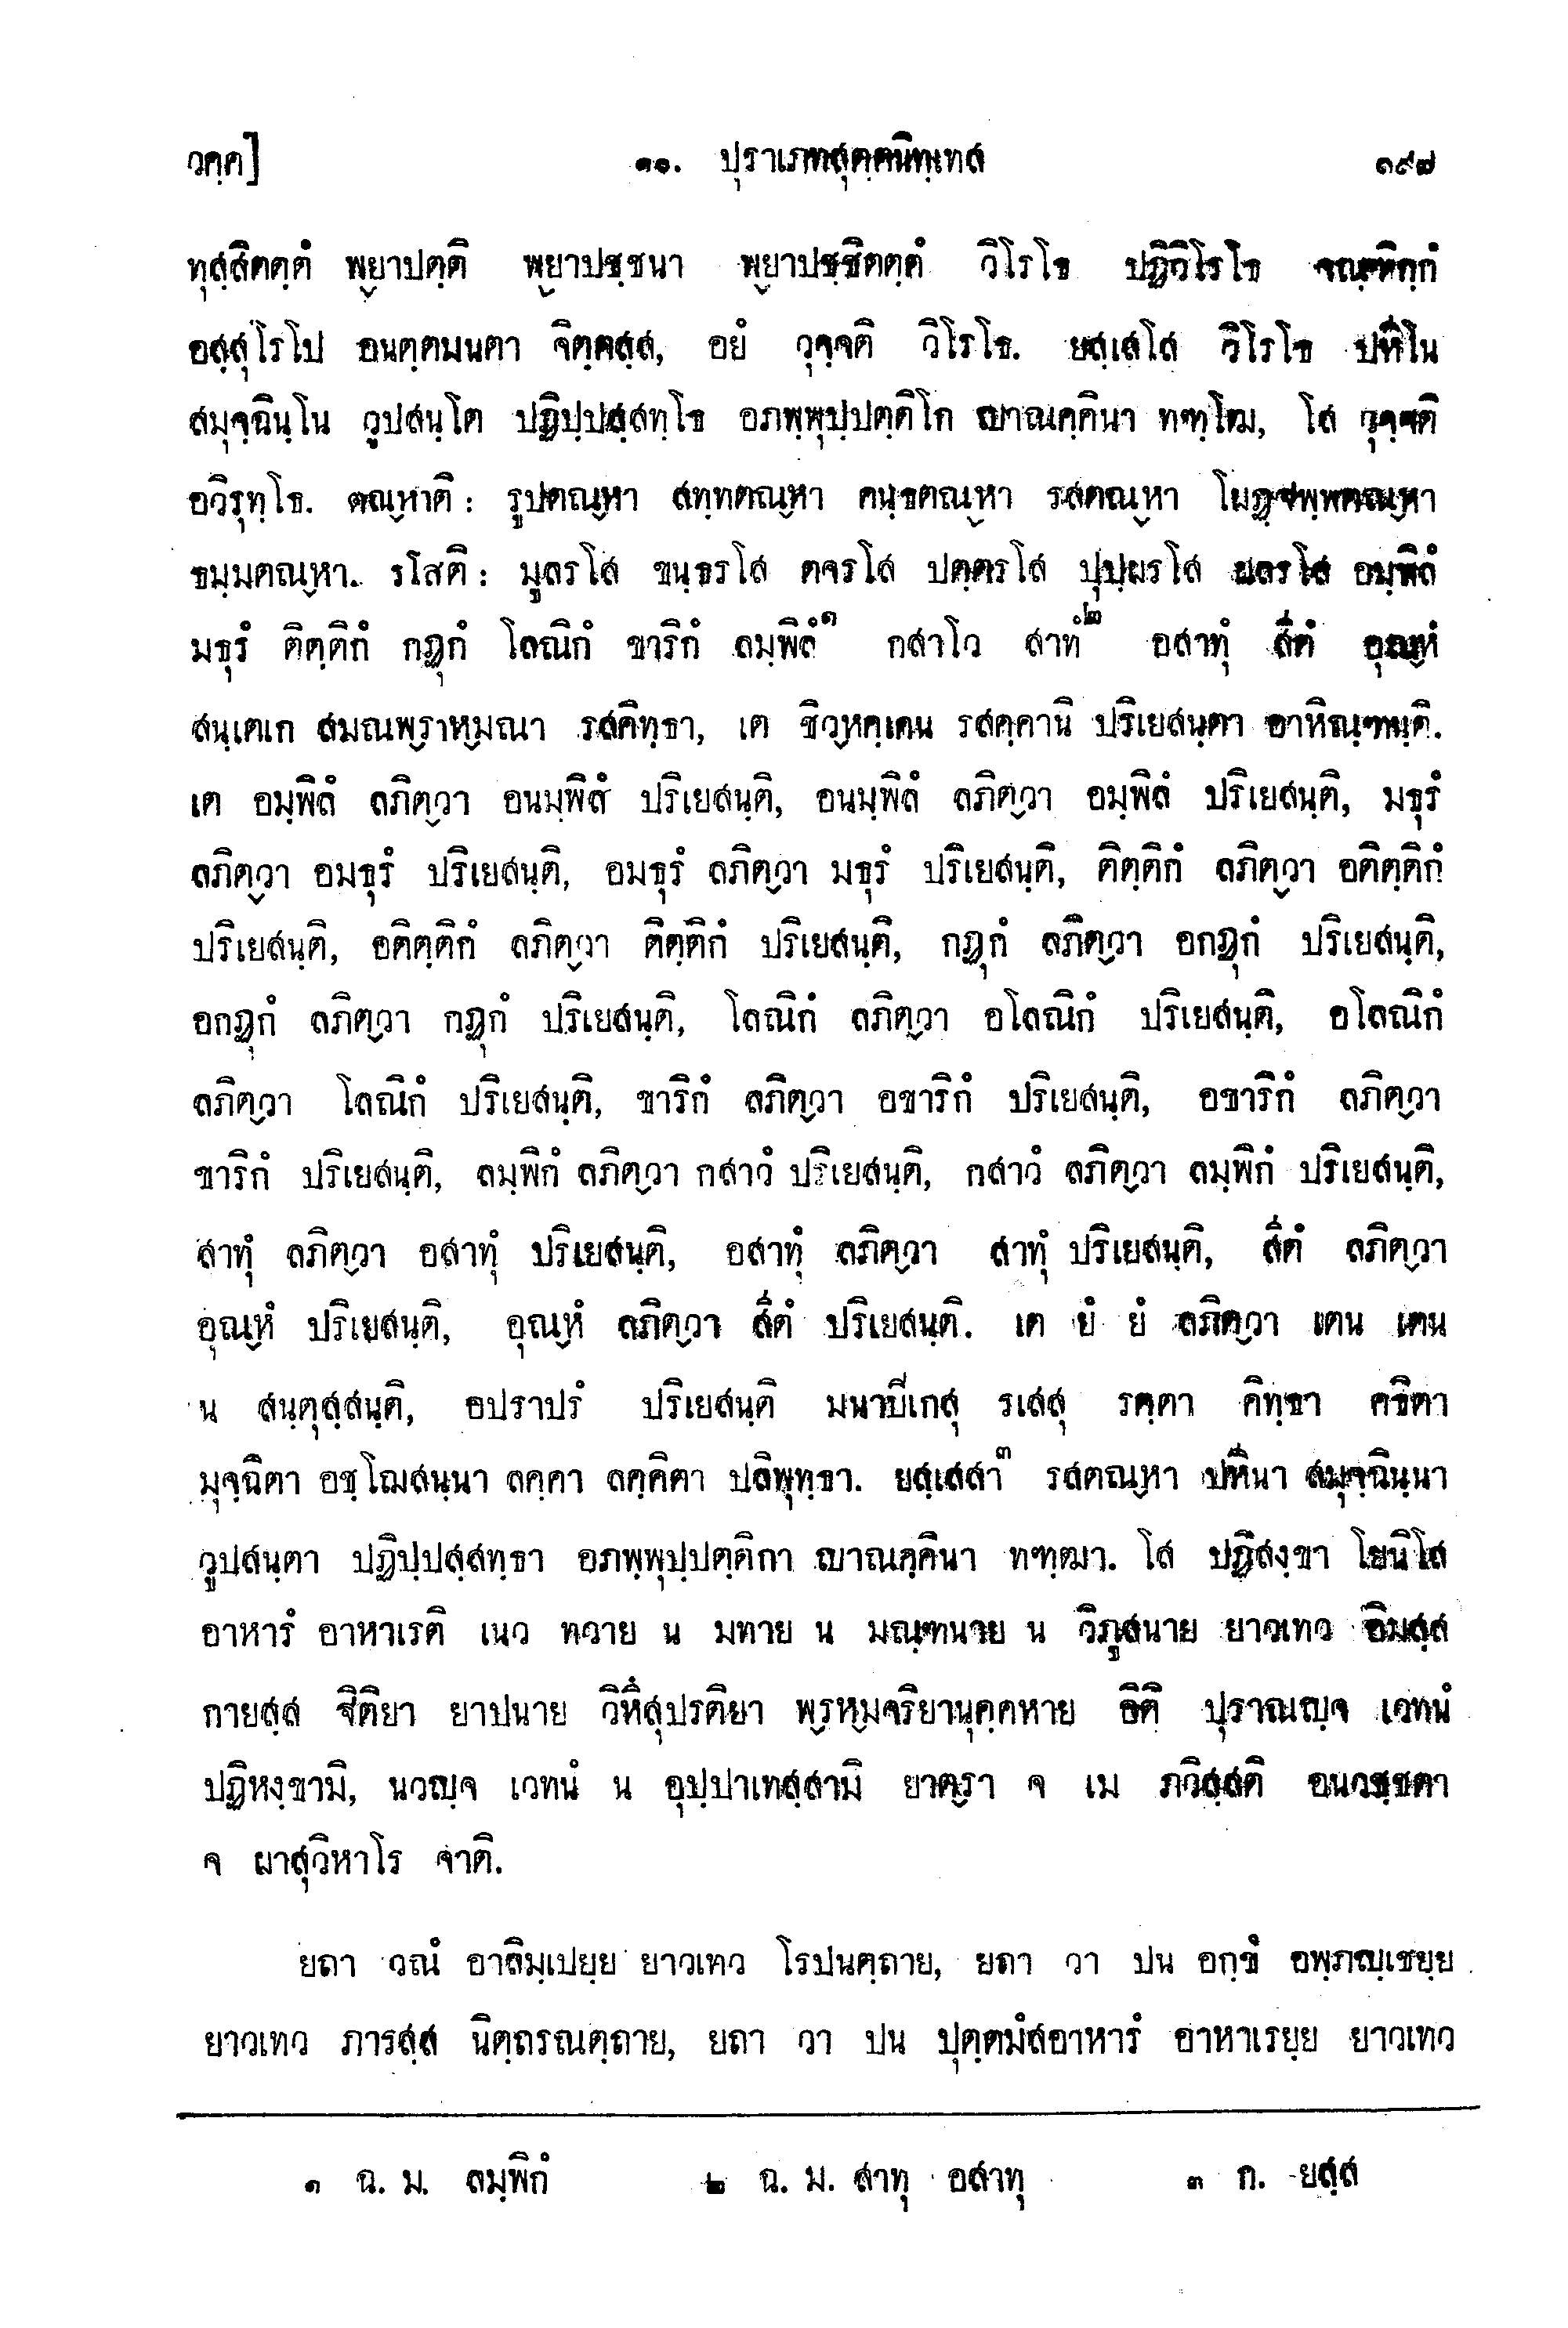 วคฺค] ๑๐. ปุราเภทสุตฺตนิทฺเทส ๑๙๗
ทุสฺสิตตฺตํ พฺยาปตฺติ พฺยาปชฺชนา พฺยาปชฺชิตตฺตํ วิโรโธ ปฏิวิโรโธ จณฺฑิกฺกํ
อสฺสุโรโป อนตฺตมนตา จิตฺตสฺส, อยํ วุจฺจติ วิโรโธ. ยสฺเสโส วิโรโธ ปหีโน
สมุจฺฉินฺโน วูปสนฺโต ปฏิปฺปสฺสทฺโธ อภพฺพุปฺปตฺติโก ญาณคฺคินา ทฑฺโฒ, โส วุจฺจติ
อวิรุทฺโธ. ตณฺหาติ: รูปตณฺหา สทฺทตณฺหา คนฺธตณฺหา รสตณฺหา โผฏฺฐพฺพตณฺหา
ธมฺมตณฺหา. รโสติ: มูลรโส ขนฺธรโส ตจรโส ปตฺตรโส ปุปฺผรโส ผลรโส อมฺพิลํ
มธุรํ ติตฺติกํ กฏุกํ โลณิกํ ขาริกํ ลมฺพิลํ๑ กสาโว สาทํ๒ อสาทุํ สีตํ อุณฺหํ
สนฺเตเก สมณพฺราหฺมณา รสคิทฺธา, เต ชิวฺหคฺเคน รสคฺคานิ ปริเยสนฺตา อาหิณฺฑนฺติ.
เต อมฺพิลํ ลภิตฺวา อนมฺพิลํ ปริเยสนฺติ, อนมฺพิลํ ลภิตฺวา อมฺพิลํ ปริเยสนฺติ, มธุรํ
ลภิตฺวา อมธุรํ ปริเยสนฺติ, อมธุรํ ลภิตฺวา มธุรํ ปริเยสนฺติ, ติตฺติกํ ลภิตฺวา อติตฺติกํ
ปริเยสนฺติ, อติตฺติกํ ลภิตฺวา ติตฺติกํ ปริเยสนฺติ, กฏุกํ ลภิตฺวา อกฏุกํ ปริเยสนฺติ,
อกฏุกํ ลภิตฺวา กฏุกํ ปริเยสนฺติ, โลณิกํ ลภิตฺวา อโลณิกํ ปริเยสนฺติ, อโลณิกํ
ลภิตฺวา โลณิกํ ปริเยสนฺติ, ขาริกํ ลภิตฺวา อขาริกํ ปริเยสนฺติ, อขาริกํ ลภิตฺวา
ขาริกํ ปริเยสนฺติ, ลมฺพิกํ ลภิตฺวา กสาวํ ปริเยสนฺติ, กสาวํ ลภิตฺวา ลมฺพิกํ ปริเยสนฺติ,
สาทุํ ลภิตฺวา อสาทุํ ปริเยสนฺติ, อสาทุํ ลภิตฺวา สาทุํ ปริเยสนฺติ, สีตํ ลภิตฺวา
อุณฺหํ ปริเยสนฺติ, อุณฺหํ ลภิตฺวา สีตํ ปริเยสนฺติ. เต ยํ ยํ ลภิตฺวา เตน เตน
น สนฺตุสฺสนฺติ, อปราปรํ ปริเยสนฺติ มนาปิเกสุ รเสสุ รตฺตา คิทฺธา คธิตา
มุจฺฉิตา อชฺโฌสนฺนา ลคฺคา ลคฺคิตา ปลิพุทฺธา. ยสฺเสสา๓ รสตณฺหา ปหีนา สมุจฺฉินฺนา
วูปสนฺตา ปฏิปฺปสฺสทฺธา อภพฺพุปฺปตฺติกา ญาณคฺคินา ทฑฺฒา. โส ปฏิสงฺขา โยนิโส
อาหารํ อาหาเรติ เนว ทวาย น มทาย น มณฺฑนาย น วิภูสนาย ยาวเทว อิมสฺส
กายสฺส ฐิติยา ยาปนาย วิหึสุปรติยา พฺรหฺมจริยานุคฺคหาย อิติ ปุราณญฺจ เวทนํ
ปฏิหงฺขามิ, นวญฺจ เวทนํ น อุปฺปาเทสฺสามิ ยาตฺรา จ เม ภวิสฺสติ อนวชฺชตา
จ ผาสุวิหาโร จาติ.
ยถา วณํ อาลิมฺเปยฺย ยาวเทว โรปนตฺถาย, ยถา วา ปน อกฺขํ อพฺภญฺเชยฺย
ยาวเทว ภารสฺส นิตฺถรณตฺถาย, ยถา วา ปน ปุตฺตมํสอาหารํ อาหาเรยฺย ยาวเทว
๑ ฉ. ม. ลมฺพิกํ ๒ ฉ. ม. สาทุ อสาทุ ๓ ก. ยสฺส